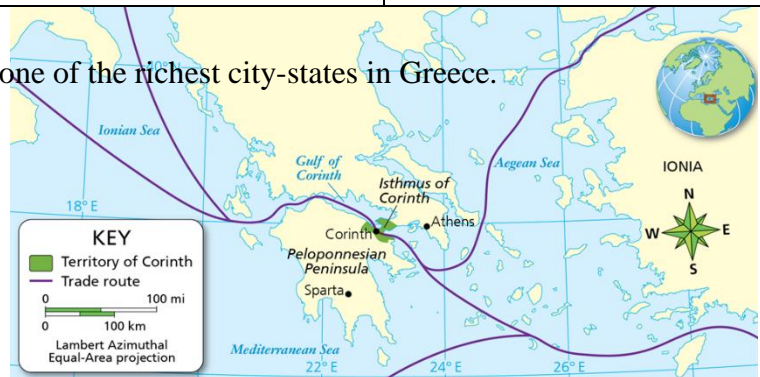 one of the richest city-states in Greece.
Ionian Sea
Gulf of
Corinth
Isthmus of
Corinth
Aegean Sea
IONIA
18° E
Corinth
Athens
Peloponnesian
Peninsula
Sparta
N
W
E
S
KEY
Territory of Corinth
Trade route
0 100 mi
0 100 km
Lambert Azimuthal
Equal-Area projection
Mediterranean Sea
22° E
24° E
26° E